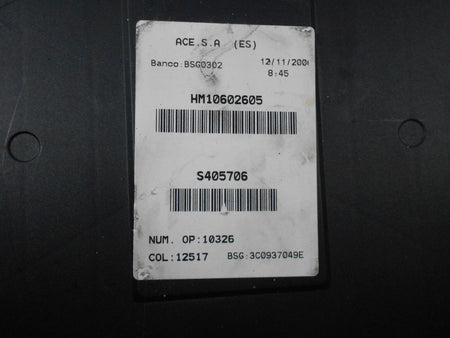 ACE.S.A (ES)
Banco:BSG0302 12/11/200
8:45
HM10602605
S405706
NUM. OP:10326
COL:12517 BSG:3C0937049E